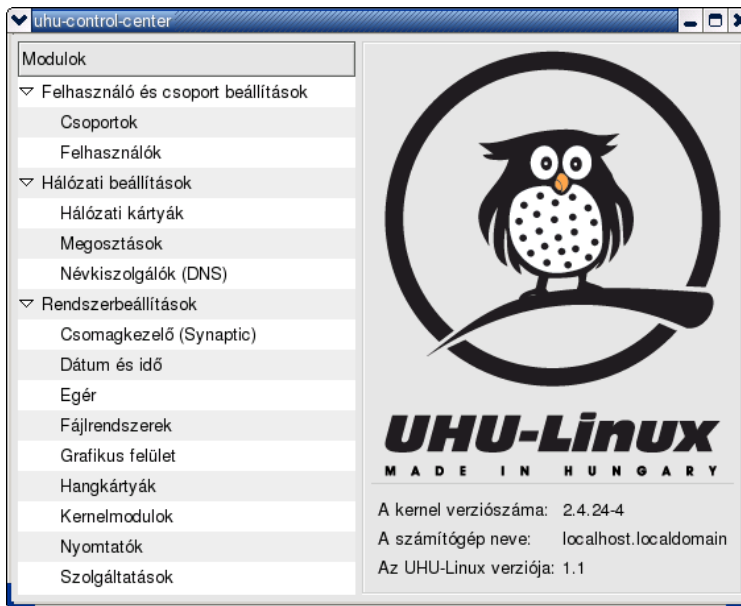 uhu-control-center
Modulok
Felhasználó és csoport beállítások
Csoportok
Felhasználók
Hálózati beállítások
Hálózati kártyák
Megosztások
Névkiszolgálók (DNS)
Rendszerbeállítások
Csomagkezelő (Synaptic)
Dátum és idő
Egér
Fájlrendszerek
Grafikus felület
Hangkártyák
Kernelmodulok
Nyomtatók
Szolgáltatások
UHU-Linux
MADE IN HUNGARY
A kernel verziószáma: 2.4.24-4
A számítógép neve: localhost.localdomain
Az UHU-Linux verziója: 1.1